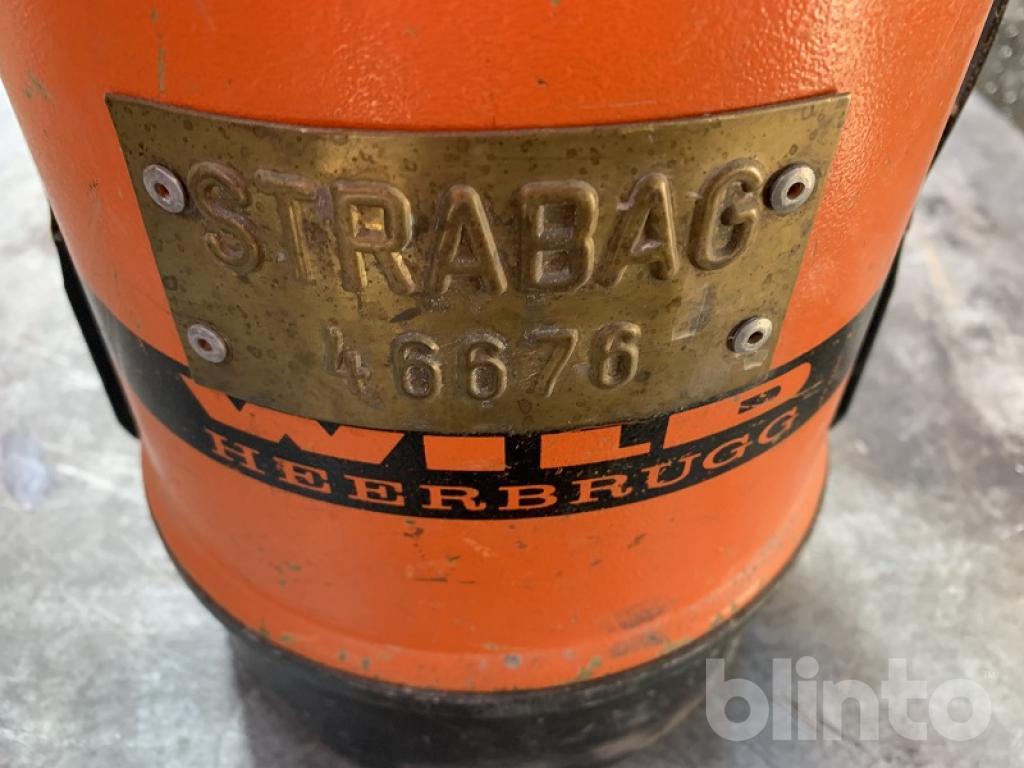 STRABAG
46676
WILD
HEERBRUGG
blinto